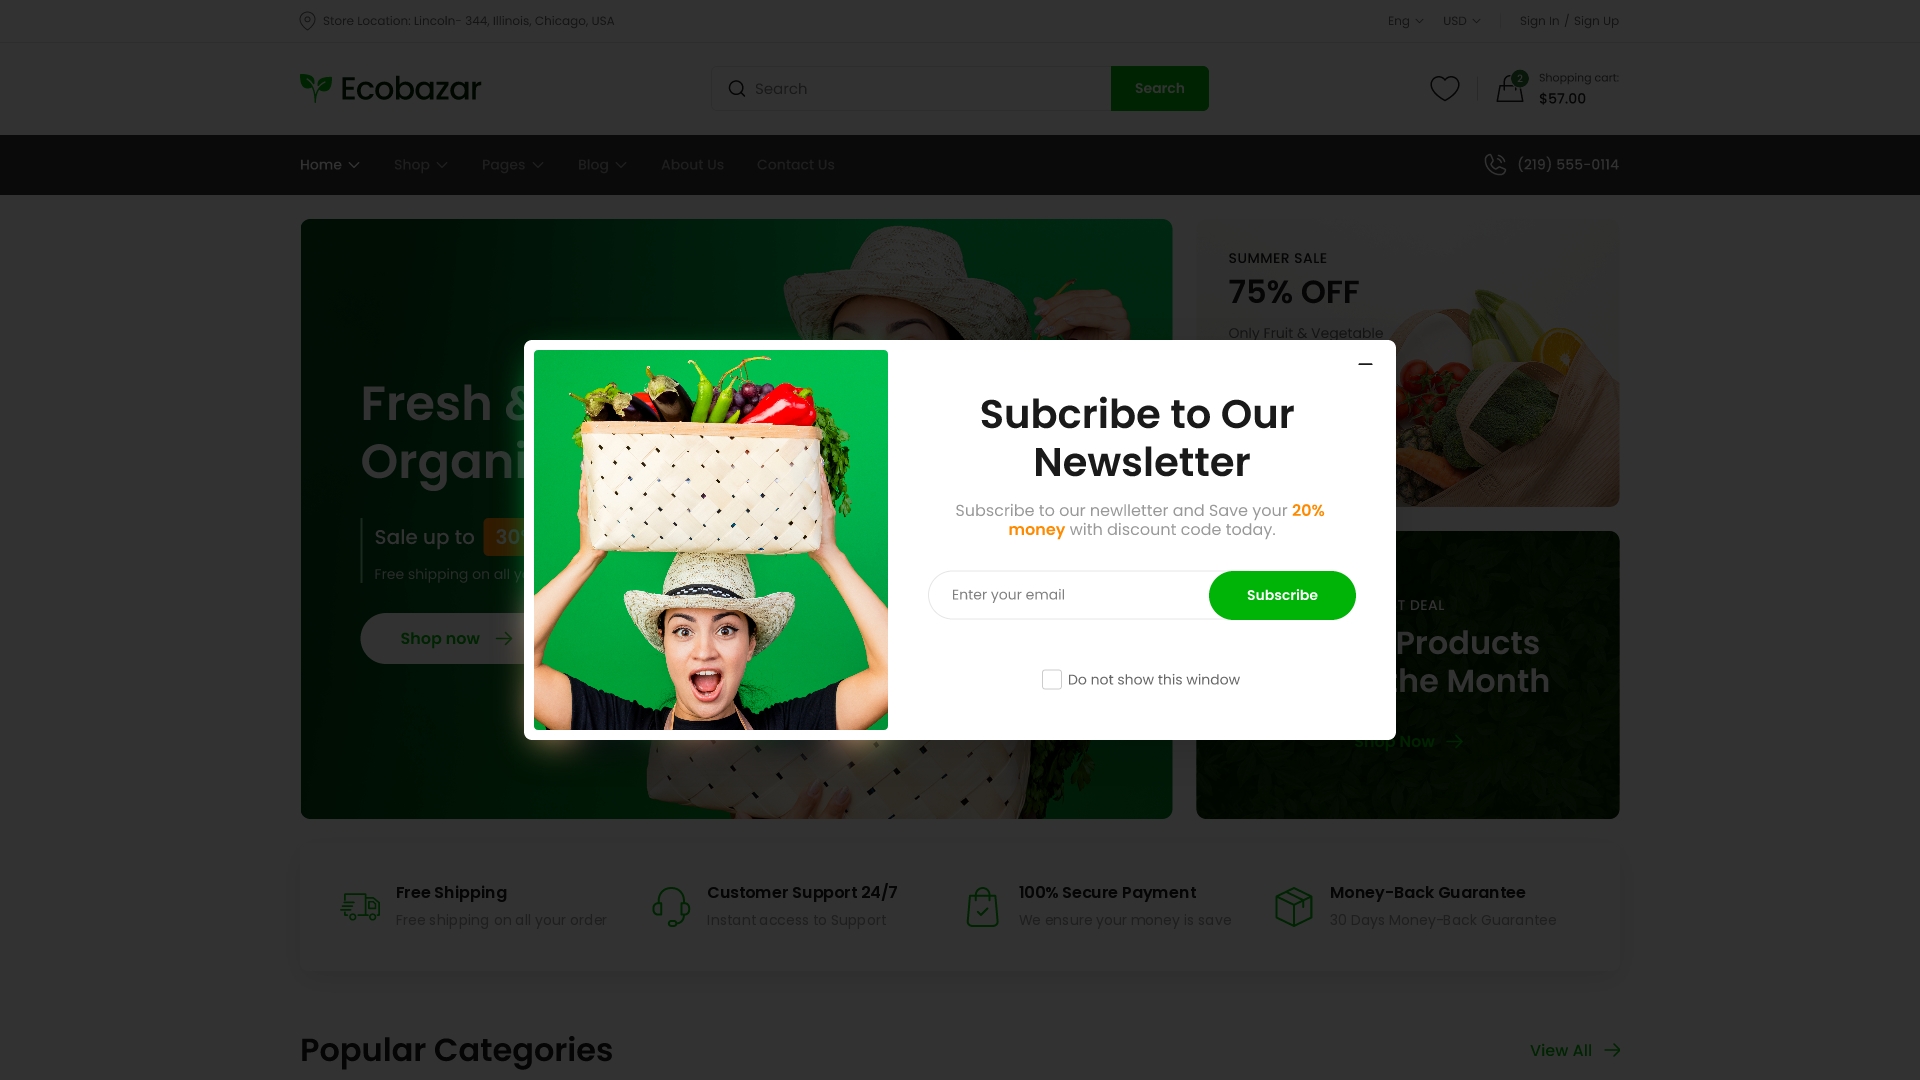 Store Location: Lincoln- 344, Illinois, Chicago, USA
Eng
USD
Sign in / Sign Up
Ecobazar
Search
Search
2
Shopping cart:
$57.00
Home
Shop
Pages
Blog
About Us
Contact Us
(219) 555-0114
Fresh &
Sale up to
Free shipping on all
Shop now
SUMMER SALE
75% OFF
Only Fruit & Vegetable
Subcribe to Our
Newsletter
Subscribe to our newlletter and Save your 20%
money with discount code today.
Enter your email
Subscribe
Do not show this window
DEAL
Products
the Month
Shop Now
Free Shipping
Free shipping on all your order
Customer Support 24/7
Instant access to Support
100% Secure Payment
We ensure your money is save
Money-Back Guarantee
30 Days Money-Back Guarantee
Popular Categories
View All